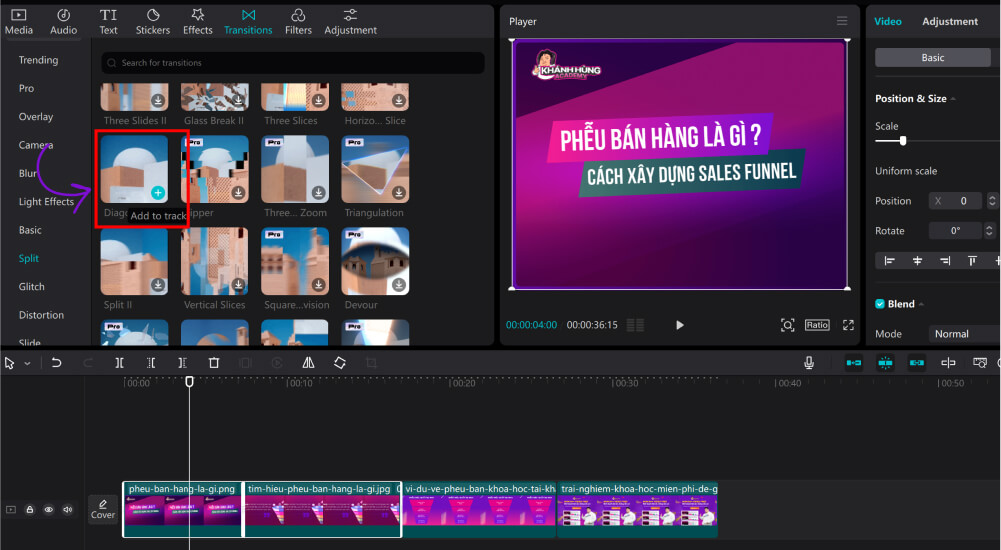 Media
Audio
Text
Stickers
Effects
Transitions
Filters
Adjustment
Trending
Pro
Overlay
Camera
Blur
Light Effects
Basic
Split
Glitch
Distortion
Slide
Search for transitions
Three Slides II
Glass Break II
Three Slices
Horizo... Slice
Pro
Pro
Pro
Diago
Add to track
ipper
Three... Zoom
Triangulation
Pro
Pro
Split II
Vertical Slices
Square...vision
Devour
Pro
Pro
Player
KHÁNH HÙNG
ACADEMY
PHỄU BÁN HÀNG LÀ GÌ ?
CÁCH XÂY DỰNG SALES FUNNEL
00:00:04:00
00:00:36:15
Ratio
Video
Adjustment
Basic
Position & Size
Scale
Uniform scale
Position
X 0
Rotate
0°
Blend
Mode
Normal
00:00
00:10
00:20
00:30
00:40
00:50
Cover
pheu-ban-hang-la-gi.png
tim-hieu-pheu-ban-hang-la-gi.jpg
vi-du-ve-pheu-ban-khoa-hoc-tai-kh
trai-nghiem-khoa-hoc-mien-phi-de-g